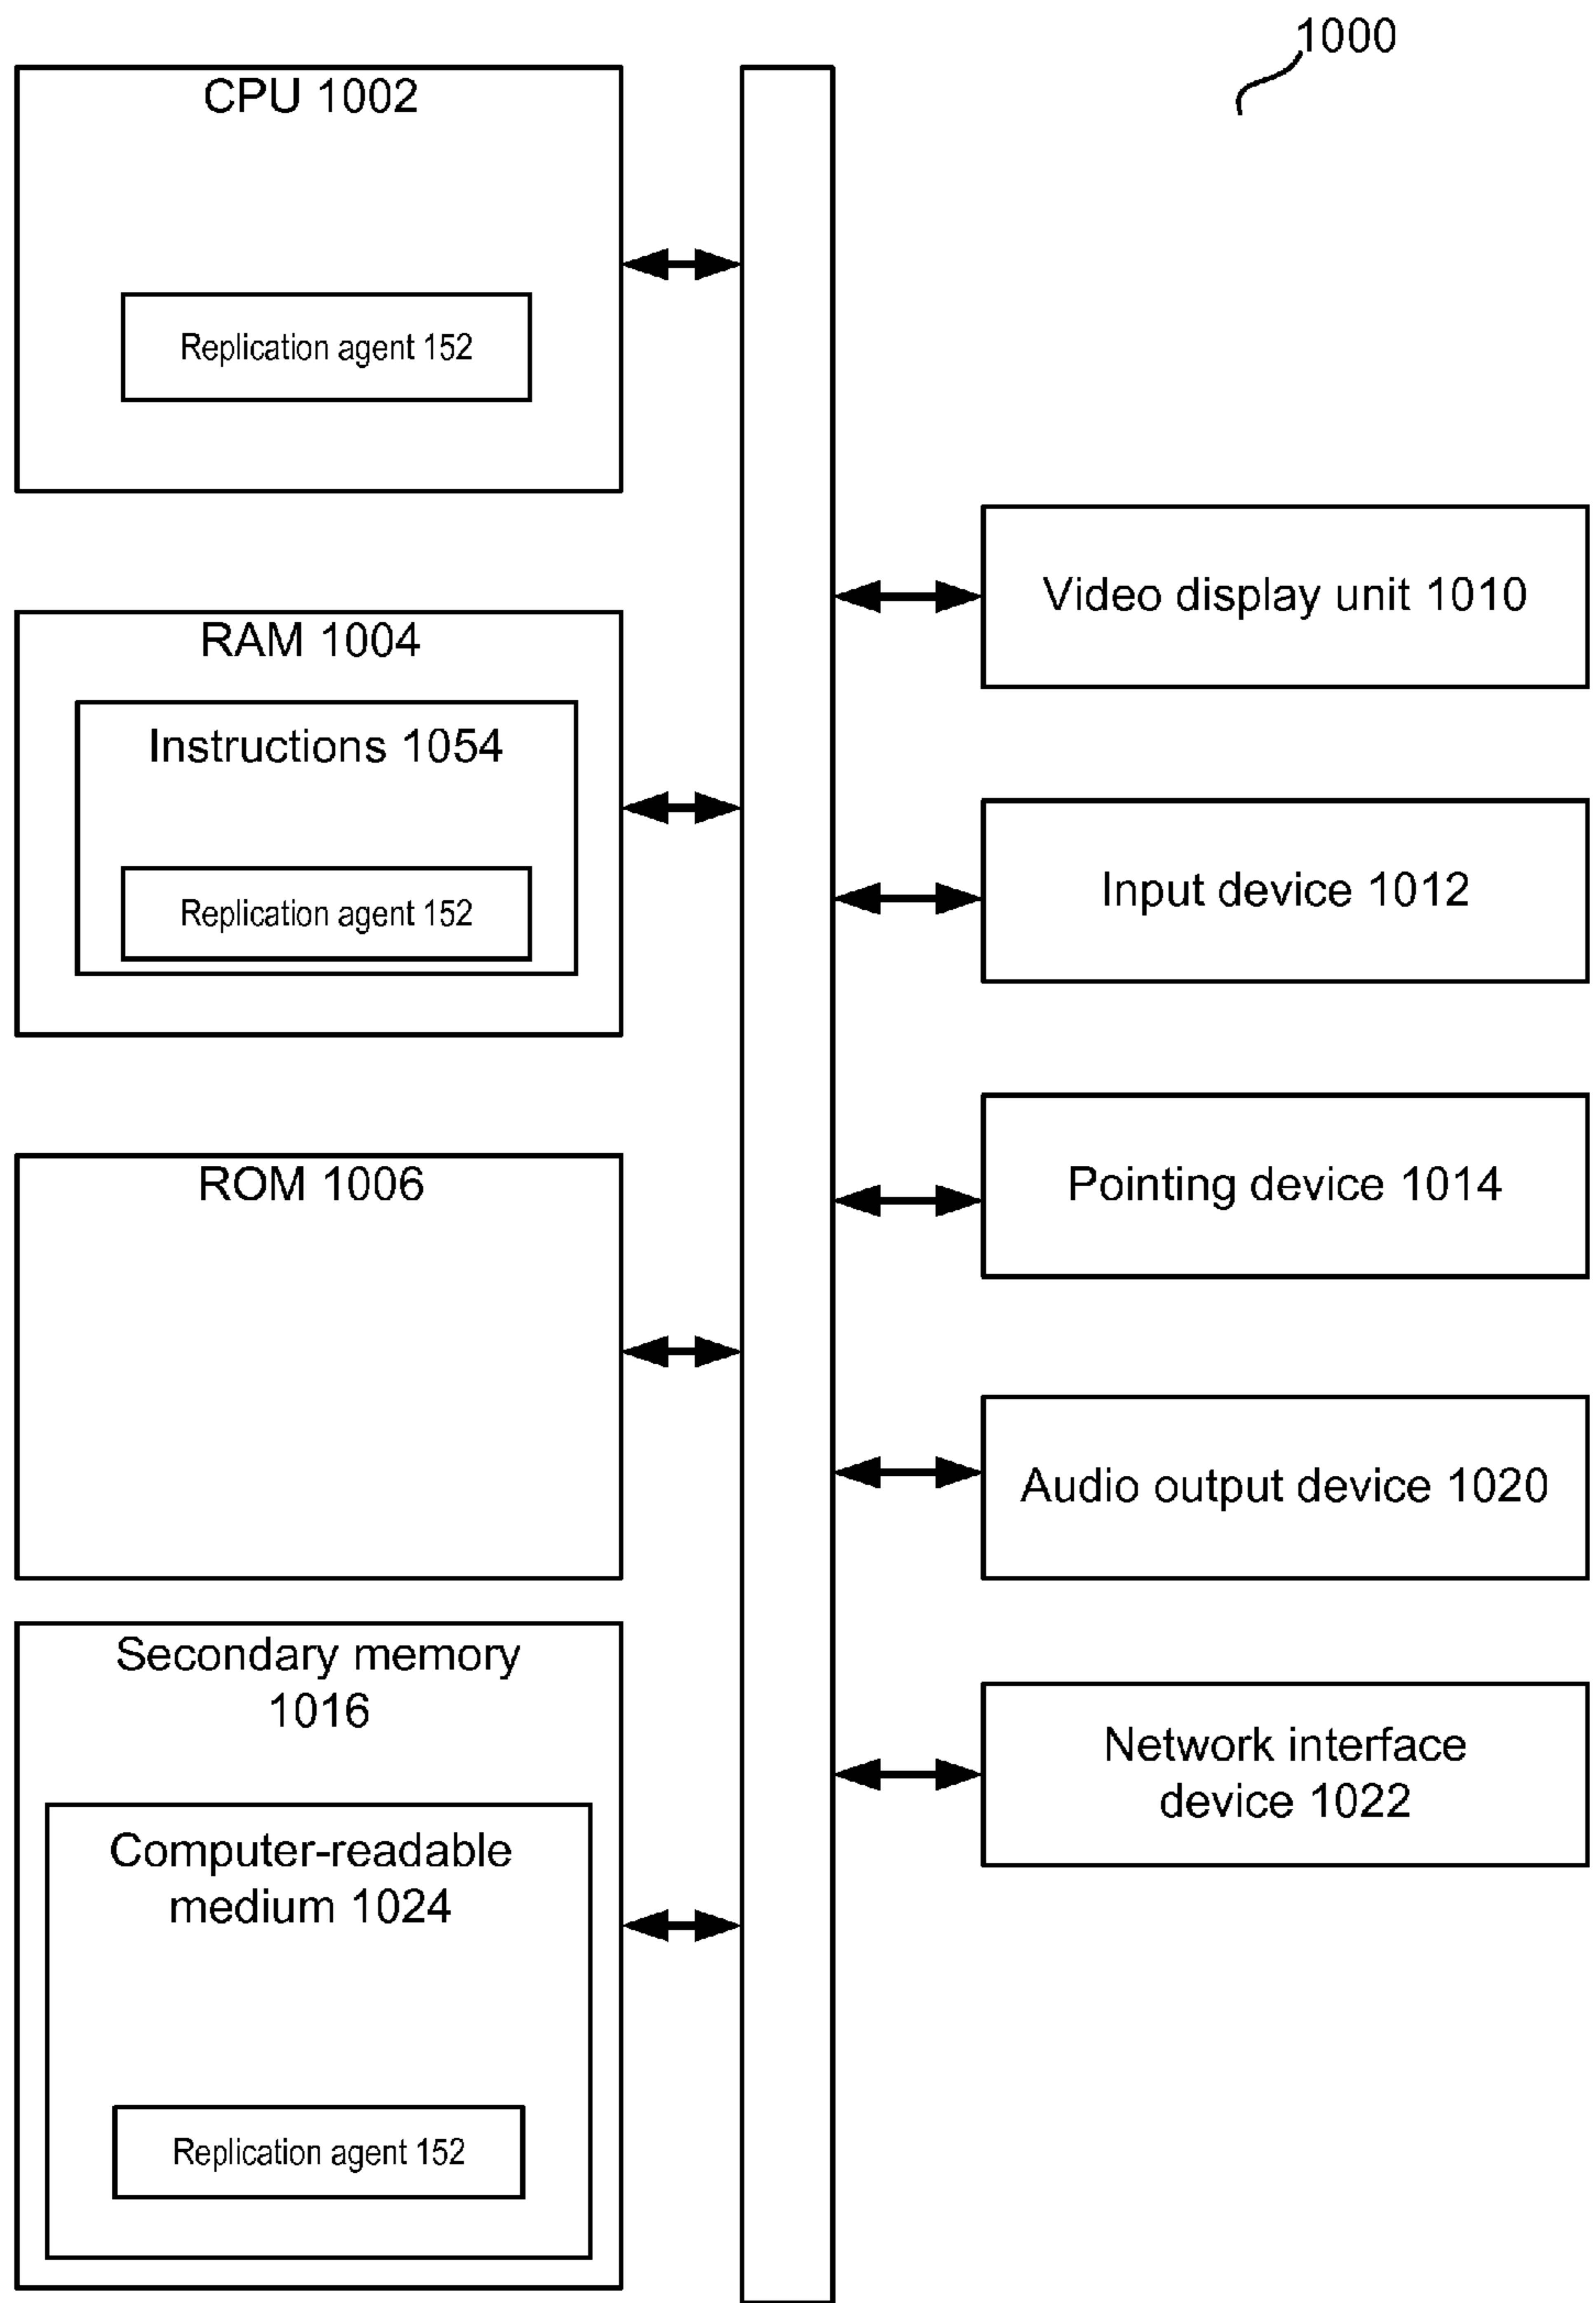 1000
CPU 1002
Replication agent 152
RAM 1004
Instructions 1054
Replication agent 152
ROM 1006
Secondary memory
1016
Computer-readable
medium 1024
Replication agent 152
Video display unit 1010
Input device 1012
Pointing device 1014
Audio output device 1020
Network interface
device 1022